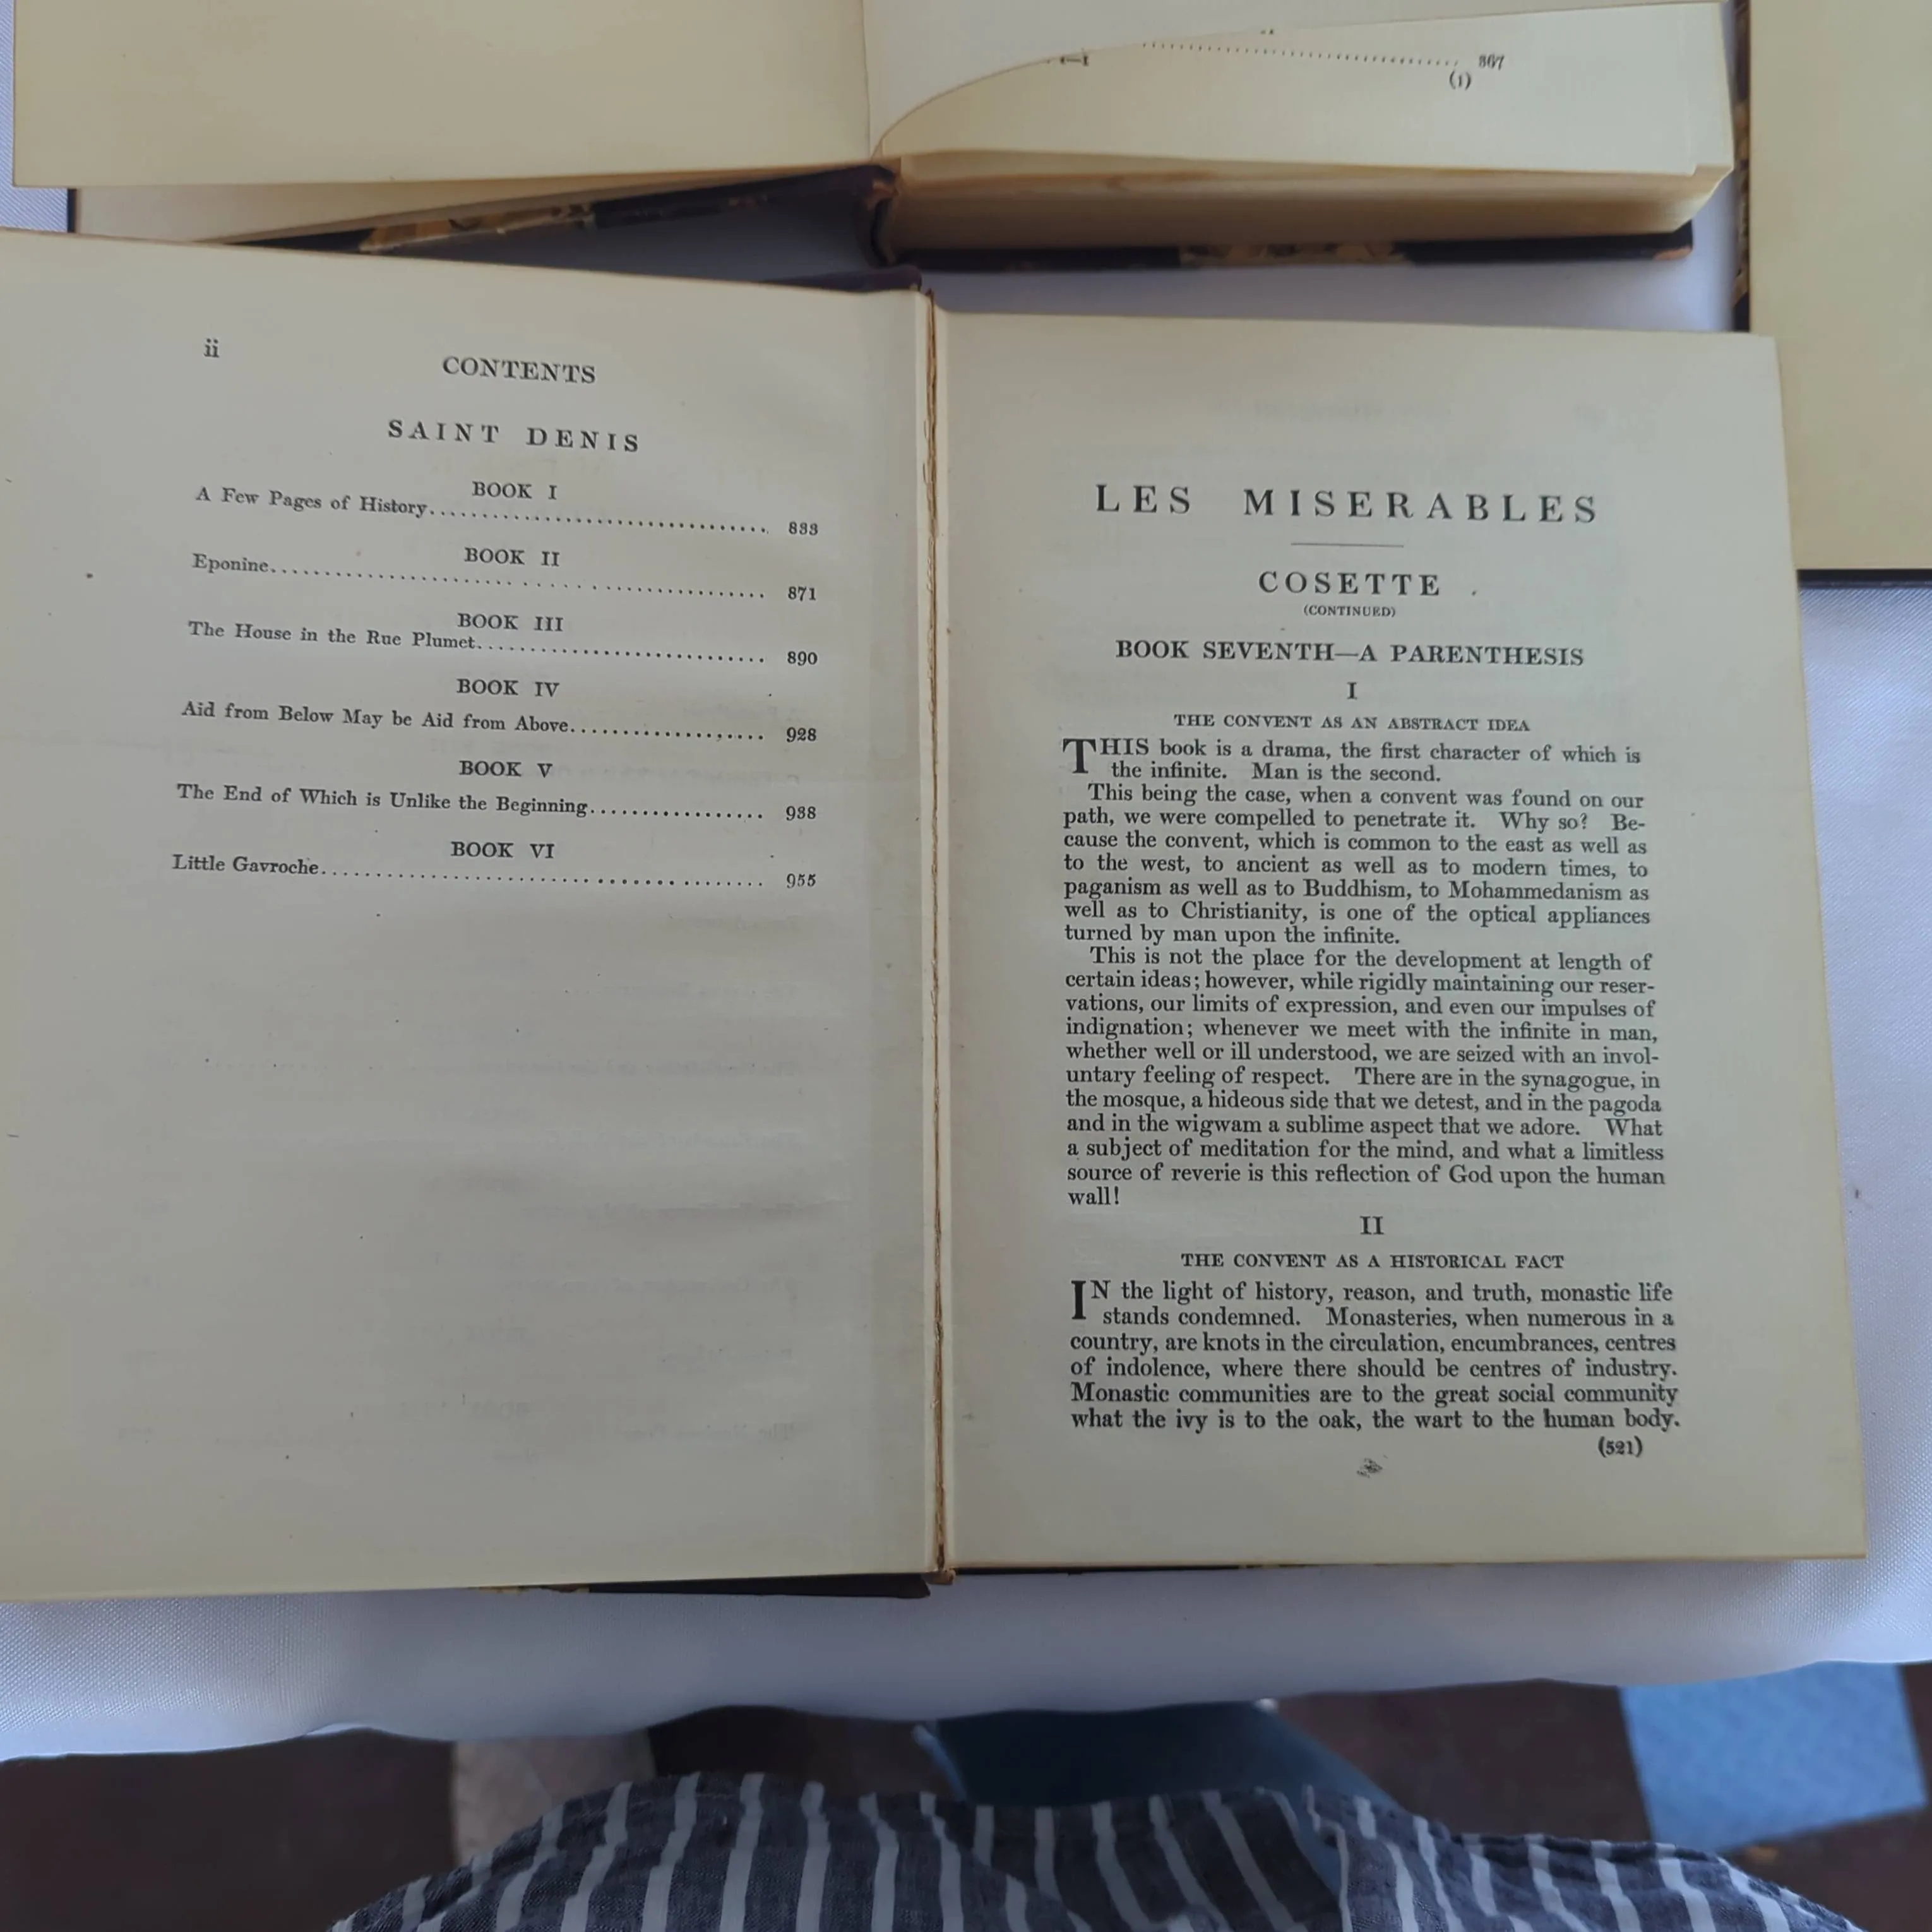 367
(1)
ii
CONTENTS
SAINT DENIS
BOOK I
A Few Pages of History........................................ 833
BOOK II
Eponine........................................ 871
BOOK III
The House in the Rue Plumet.............................. 890
BOOK IV
Aid from Below May be Aid from Above.................... 928
BOOK V
The End of Which is Unlike the Beginning................. 938
BOOK VI
Little Gavroche........................................ 955
LES MISERABLES
COSETTE
(CONTINUED)
BOOK SEVENTH—A PARENTHESIS
I
THE CONVENT AS AN ABSTRACT IDEA
THIS book is a drama, the first character of which is
the infinite. Man is the second.
This being the case, when a convent was found on our
path, we were compelled to penetrate it. Why so? Be-
cause the convent, which is common to the east as well as
to the west, to ancient as well as to modern times, to
paganism as well as to Buddhism, to Mohammedanism as
well as to Christianity, is one of the optical appliances
turned by man upon the infinite.
This is not the place for the development at length of
certain ideas; however, while rigidly maintaining our reser-
vations, our limits of expression, and even our impulses of
indignation; whenever we meet with the infinite in man,
whether well or ill understood, we are seized with an invol-
untary feeling of respect. There are in the synagogue, in
the mosque, a hideous side that we detest, and in the pagoda
and in the wigwam a sublime aspect that we adore. What
a subject of meditation for the mind, and what a limitless
source of reverie is this reflection of God upon the human
wall!
II
THE CONVENT AS A HISTORICAL FACT
IN the light of history, reason, and truth, monastic life
stands condemned. Monasteries, when numerous in a
country, are knots in the circulation, encumbrances, centres
of indolence, where there should be centres of industry.
Monastic communities are to the great social community
what the ivy is to the oak, the wart to the human body.
(521)